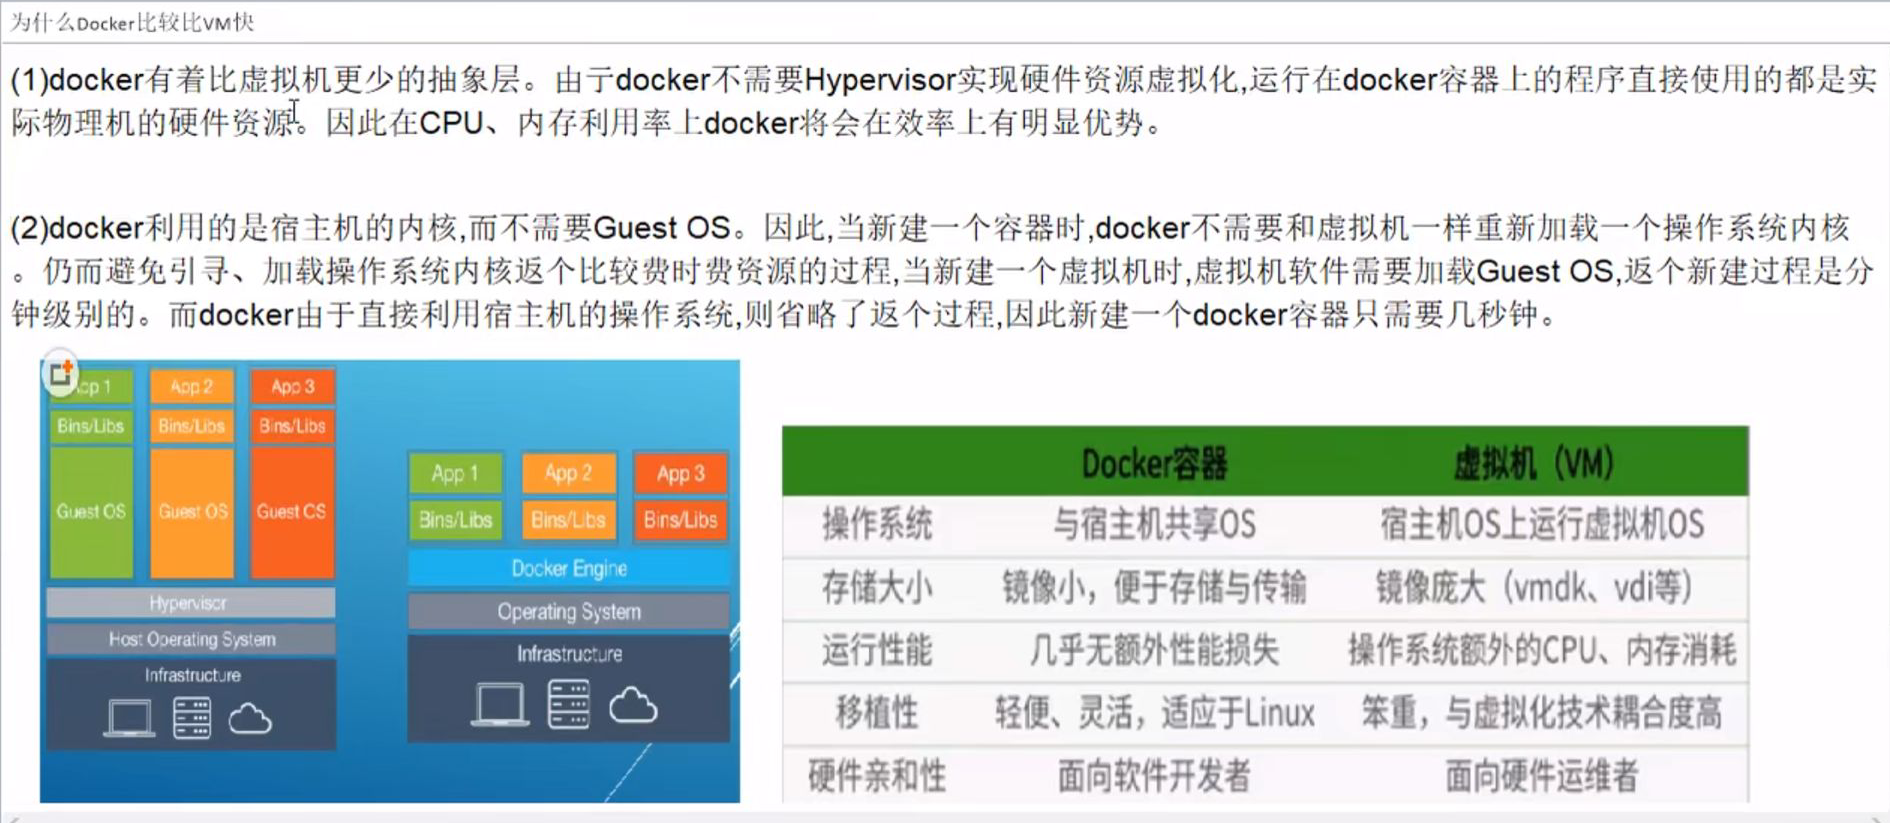 为什么Docker比较比VM快
(1)docker有着比虚拟机更少的抽象层。由亍docker不需要Hypervisor实现硬件资源虚拟化,运行在docker容器上的程序直接使用的都是实
际物理机的硬件资源。因此在CPU、内存利用率上docker将会在效率上有明显优势。
(2)docker利用的是宿主机的内核,而不需要Guest OS。因此,当新建一个容器时,docker不需要和虚拟机一样重新加载一个操作系统内核
。仍而避免引寻、加载操作系统内核返个比较费时费资源的过程,当新建一个虚拟机时,虚拟机软件需要加载Guest OS,返个新建过程是分
钟级别的。而docker由于直接利用宿主机的操作系统,则省略了返个过程,因此新建一个docker容器只需要几秒钟。
App 2 App 3
Bins/Libs Bins/Libs Bins/Libs
Guest OS Guest OS Guest OS
Hypervisor
Host Operating System
Infrastructure
App 1 App 2 App 3
Bins/Libs Bins/Libs Bins/Libs
Docker Engine
Operating System
Infrastructure
Docker容器 虚拟机（VM）
操作系统 与宿主机共享OS 宿主机OS上运行虚拟机OS
存储大小 镜像小，便于存储与传输 镜像庞大（vmdk、vdi等）
运行性能 几乎无额外性能损失 操作系统额外的CPU、内存消耗
移植性 轻便、灵活，适应于Linux 笨重，与虚拟化技术耦合度高
硬件亲和性 面向软件开发者 面向硬件运维者